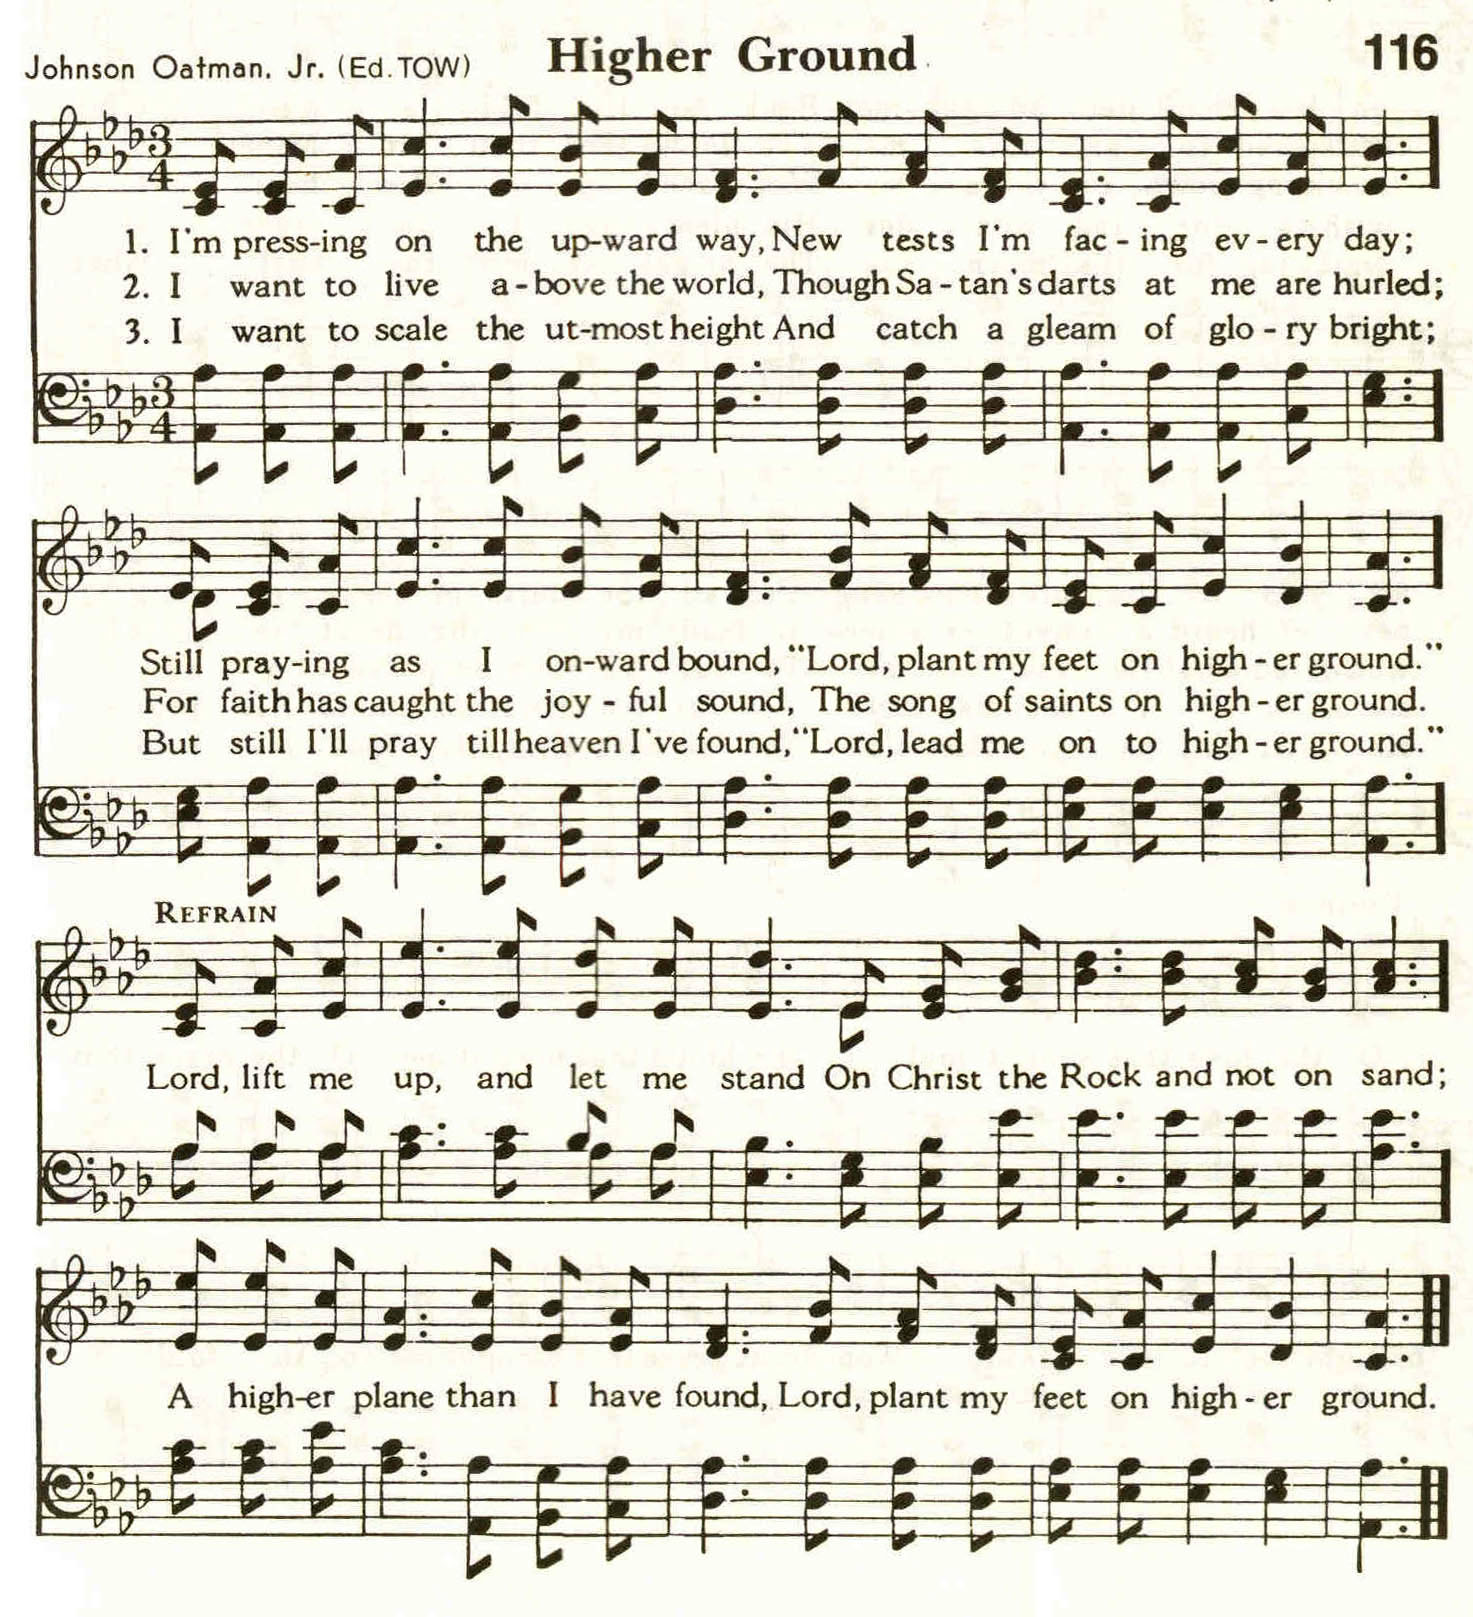 Johnson Oatman, Jr. (Ed. TOW) Higher Ground 116
3 4
1. I'm press-ing on the up-ward way, New tests I'm fac-ing ev-ery day;
2. I want to live a-bove the world, Though Sa-tan's darts at me are hurled;
3. I want to scale the ut-most height And catch a gleam of glo-ry bright;
3 4
Still pray-ing as I on-ward bound, "Lord, plant my feet on high-er ground."
For faith has caught the joy-ful sound, The song of saints on high-er ground.
But still I'll pray till heaven I've found, "Lord, lead me on to high-er ground."
REFRAIN
Lord, lift me up, and let me stand On Christ the Rock and not on sand;
A high-er plane than I have found, Lord, plant my feet on high-er ground.